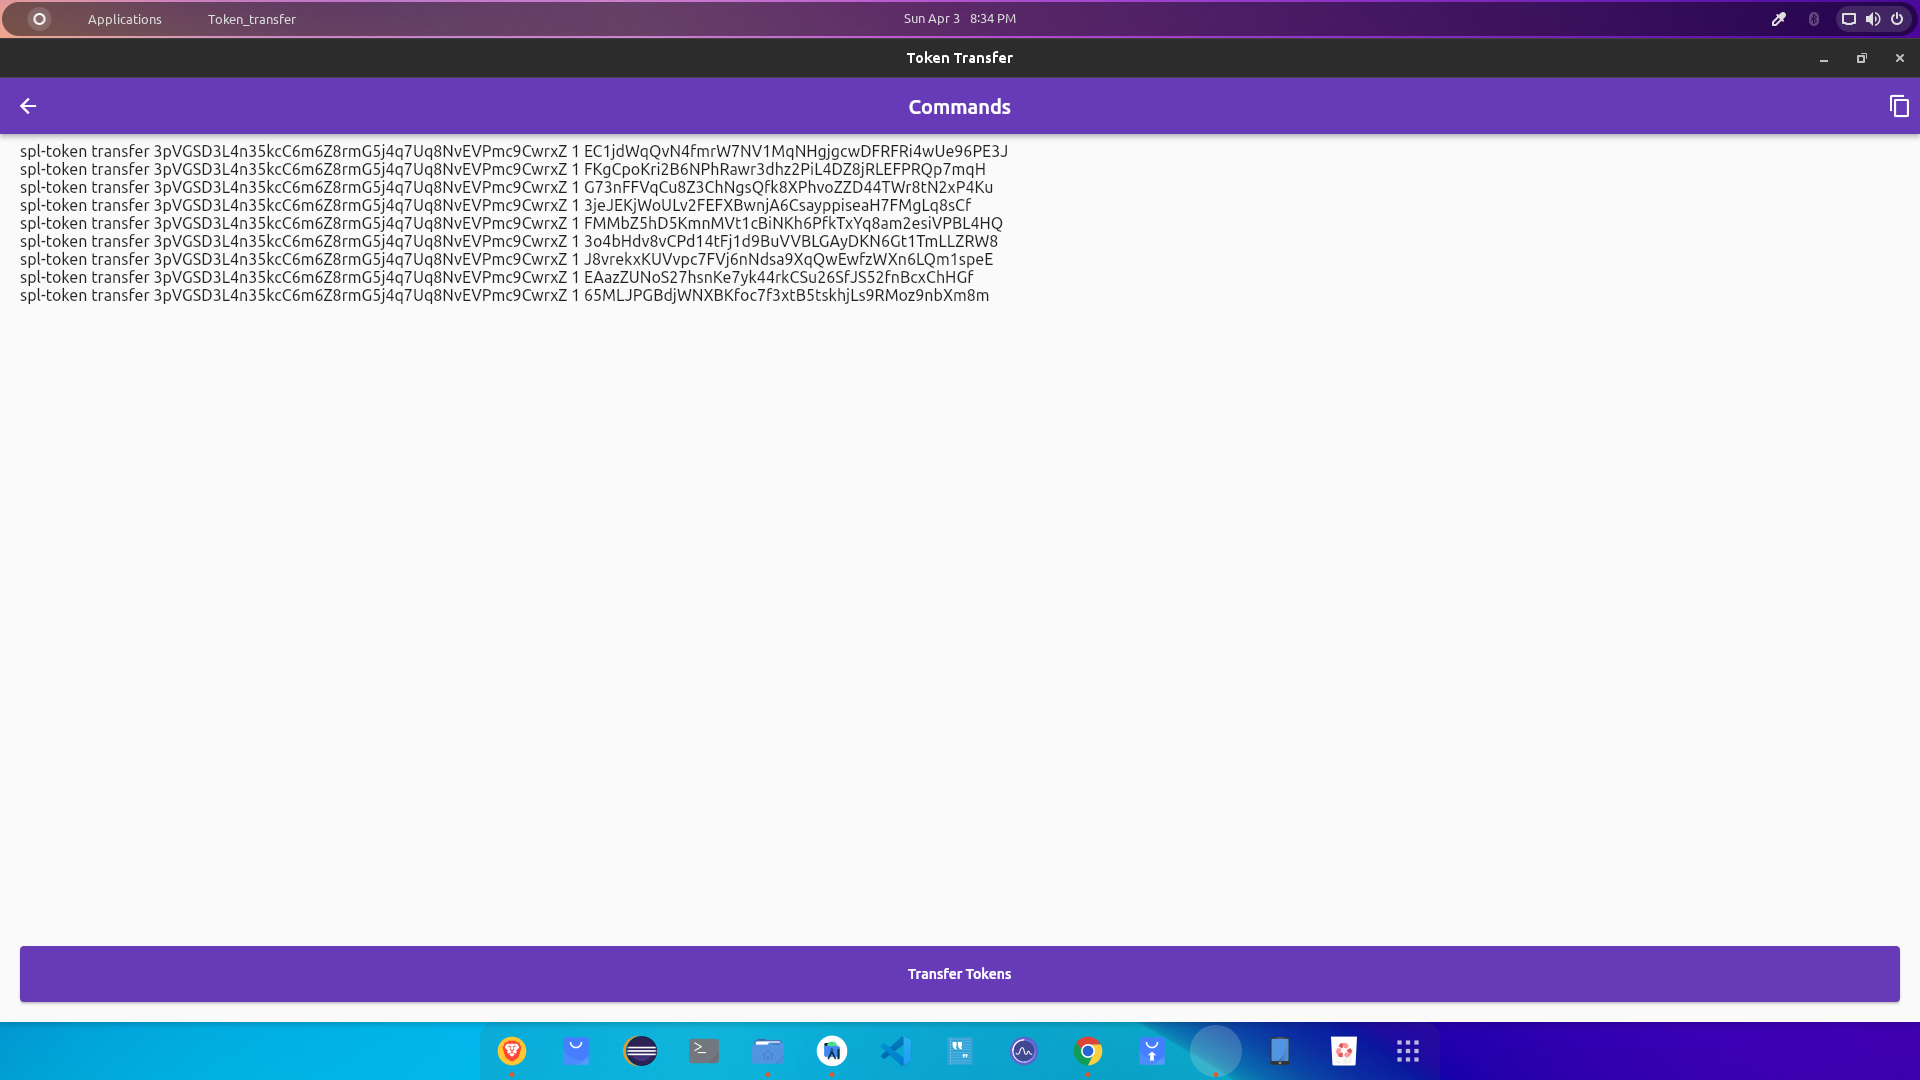 Applications Token_transfer Sun Apr 3 8:34 PM
Token Transfer
Commands
spl-token transfer 3pVGSD3L4n35kcC6m6Z8rmG5j4q7Uq8NvEVPmc9CwrxZ 1 EC1jdWqQvN4fmrW7NV1MqNHgjgcwDFRFRi4wUe96PE3J
spl-token transfer 3pVGSD3L4n35kcC6m6Z8rmG5j4q7Uq8NvEVPmc9CwrxZ 1 FKgCpoKri2B6NPhRawr3dhz2PiL4DZ8jRLEFPRQp7mqH
spl-token transfer 3pVGSD3L4n35kcC6m6Z8rmG5j4q7Uq8NvEVPmc9CwrxZ 1 G73nFFVqCu8Z3ChNgsQfk8XPhvoZZD44TWr8tN2xP4Ku
spl-token transfer 3pVGSD3L4n35kcC6m6Z8rmG5j4q7Uq8NvEVPmc9CwrxZ 1 3jeJEKjWoULv2FEFXBwnjA6CsayppiseaH7FMgLq8sCf
spl-token transfer 3pVGSD3L4n35kcC6m6Z8rmG5j4q7Uq8NvEVPmc9CwrxZ 1 FMMbZ5hD5KmnMVt1cBiNKh6PfkTxYq8am2esiVPBL4HQ
spl-token transfer 3pVGSD3L4n35kcC6m6Z8rmG5j4q7Uq8NvEVPmc9CwrxZ 1 3o4bHdv8vCPd14tFj1d9BuVVBLGAyDKN6Gt1TmLLZRW8
spl-token transfer 3pVGSD3L4n35kcC6m6Z8rmG5j4q7Uq8NvEVPmc9CwrxZ 1 J8vrekxKUVvpc7FVj6nNdsa9XqQwEwfzWXn6LQm1speE
spl-token transfer 3pVGSD3L4n35kcC6m6Z8rmG5j4q7Uq8NvEVPmc9CwrxZ 1 EAazZUNoS27hsnKe7yk44rkCSu26SfJS52fnBcxChHGf
spl-token transfer 3pVGSD3L4n35kcC6m6Z8rmG5j4q7Uq8NvEVPmc9CwrxZ 1 65MLJPGBdjWNXBKfoc7f3xtB5tskhjLs9RMoz9nbXm8m
Transfer Tokens